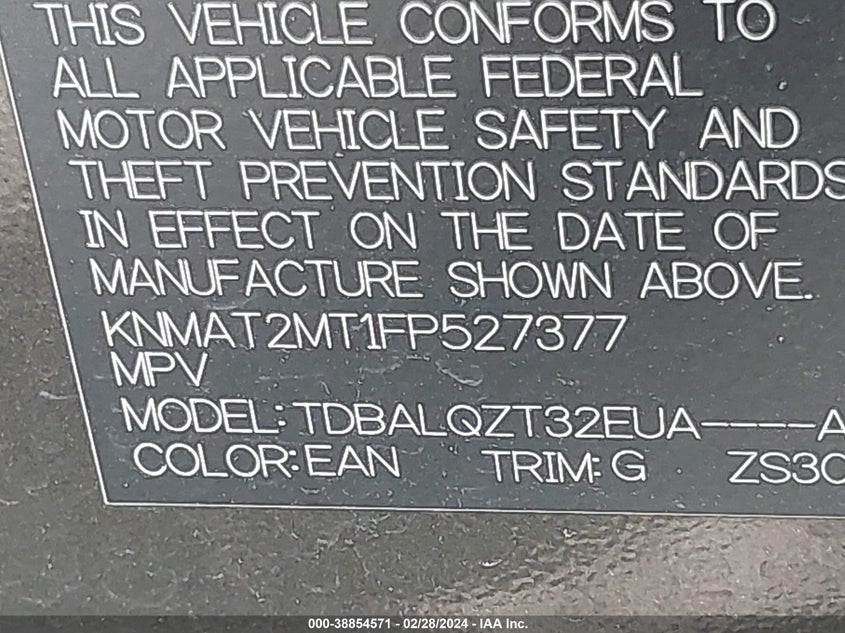 THIS VEHICLE CONFORMS TO
ALL APPLICABLE FEDERAL
MOTOR VEHICLE SAFETY AND
THEFT PREVENTION STANDARDS
IN EFFECT ON THE DATE OF
MANUFACTURE SHOWN ABOVE.
KNMAT2MT1FP527377
MPV
MODEL: TDBALQZT32EUA----A
COLOR: EAN TRIM: G ZS3C
000-38854571 - 02/28/2024 - IAA Inc.